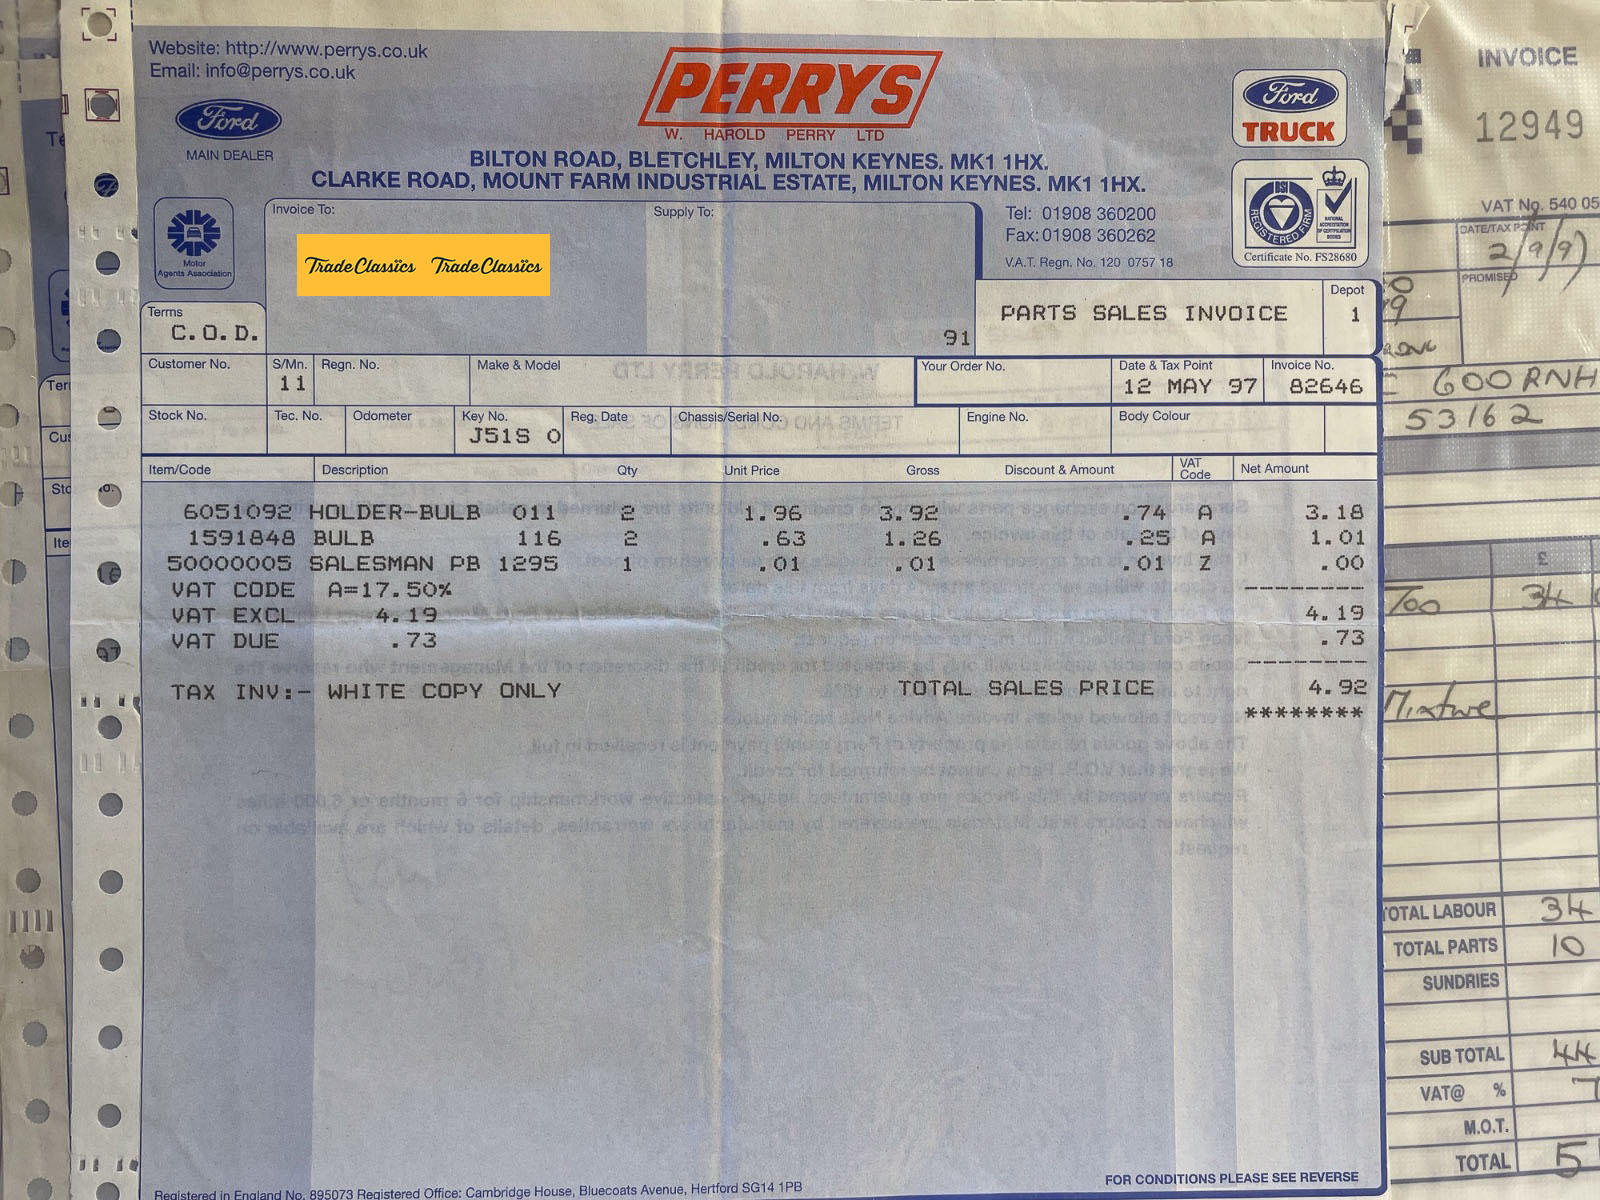 Website: http://www.perrys.co.uk
Email: info@perrys.co.uk
Ford
MAIN DEALER
PERRYS
W. HAROLD PERRY LTD
BILTON ROAD, BLETCHLEY, MILTON KEYNES. MK1 1HX.
CLARKE ROAD, MOUNT FARM INDUSTRIAL ESTATE, MILTON KEYNES. MK1 1HX.
Ford
TRUCK
BSI
REGISTERED FIRM
NATIONAL ACCREDITATION OF CERTIFICATION BODIES
Certificate No. FS28680
Motor
Agents Association
Invoice To:
Supply To:
TradeClassics TradeClassics
91
Tel: 01908 360200
Fax: 01908 360262
V.A.T. Regn. No. 120 0757 18
Terms
C.O.D.
PARTS SALES INVOICE
Depot
1
Customer No. S/Mn. Regn. No. Make & Model Your Order No. Date & Tax Point Invoice No.
11 12 MAY 97 82646
Stock No. Tec. No. Odometer Key No. Reg. Date Chassis/Serial No. Engine No. Body Colour
J51S 0
Item/Code Description Qty Unit Price Gross Discount & Amount VAT Code Net Amount
6051092 HOLDER-BULB 011 2 1.96 3.92 .74 A 3.18
1591848 BULB 116 2 .63 1.26 .25 A 1.01
50000005 SALESMAN PB 1295 1 .01 .01 .01 Z .00
VAT CODE A=17.50% --------
VAT EXCL 4.19 4.19
VAT DUE .73 .73
--------
TAX INV:- WHITE COPY ONLY TOTAL SALES PRICE 4.92
********
FOR CONDITIONS PLEASE SEE REVERSE
Registered in England No. 895073 Registered Office: Cambridge House, Bluecoats Avenue, Hertford SG14 1PB
INVOICE
12949
VAT No. 540 05
DATE/TAX POINT
2/9/9
PROMISED
600 RNH
53162
£
34
Mixture
TOTAL LABOUR 34
TOTAL PARTS 10
SUNDRIES
SUB TOTAL 44
VAT@ % 7
M.O.T.
TOTAL 5